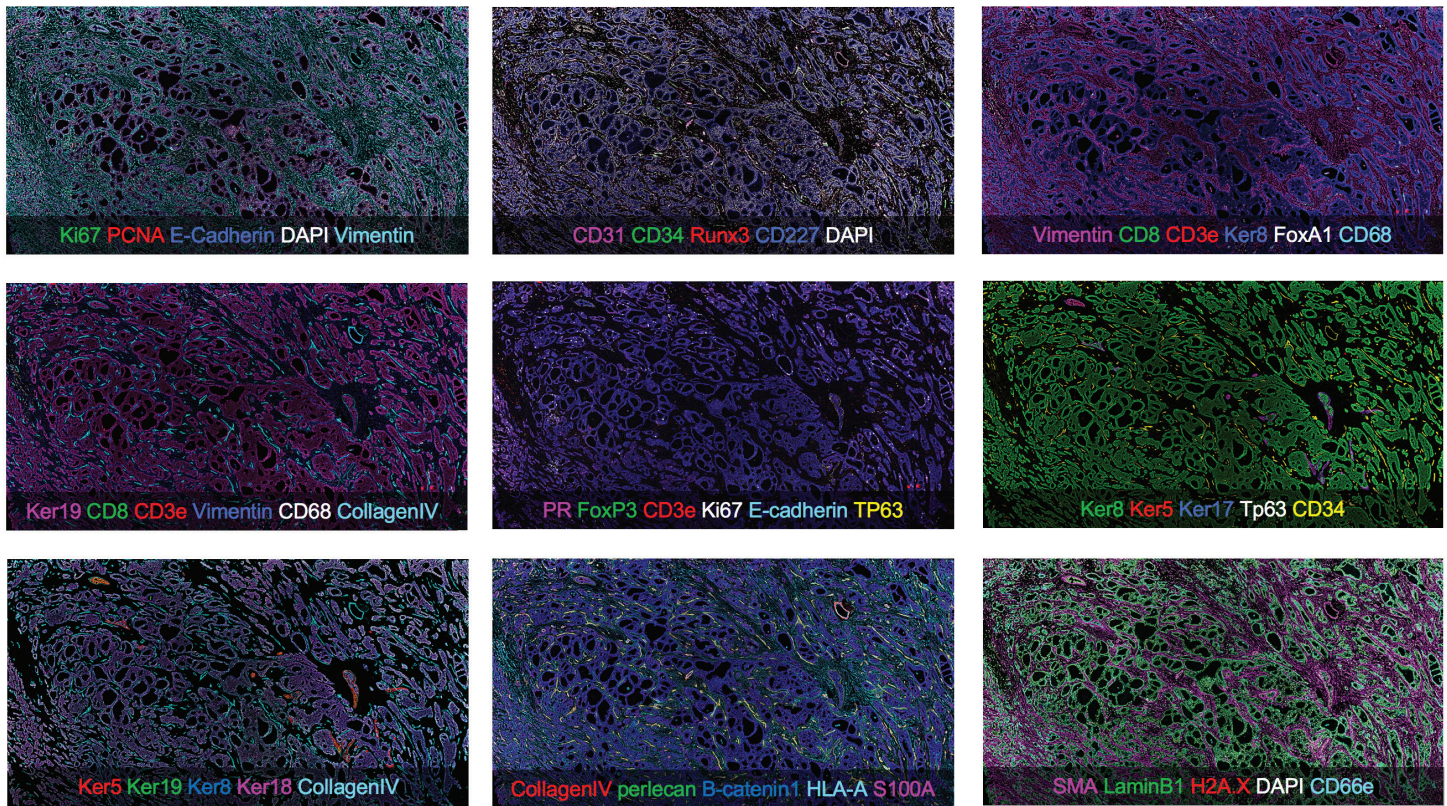 Ki67 PCNA E-Cadherin DAPI Vimentin
CD31 CD34 Runx3 CD227 DAPI
Vimentin CD8 CD3e Ker8 FoxA1 CD68
Ker19 CD8 CD3e Vimentin CD68 CollagenIV
PR FoxP3 CD3e Ki67 E-cadherin TP63
Ker8 Ker5 Ker17 Tp63 CD34
Ker5 Ker19 Ker8 Ker18 CollagenIV
CollagenIV perlecan B-catenin1 HLA-A S100A
SMA LaminB1 H2A.X DAPI CD66e